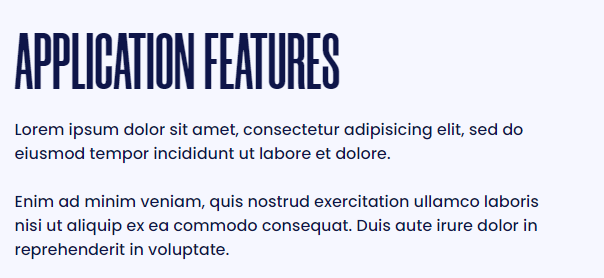 APPLICATION FEATURES
Lorem ipsum dolor sit amet, consectetur adipisicing elit, sed do
eiusmod tempor incididunt ut labore et dolore.
Enim ad minim veniam, quis nostrud exercitation ullamco laboris
nisi ut aliquip ex ea commodo consequat. Duis aute irure dolor in
reprehenderit in voluptate.